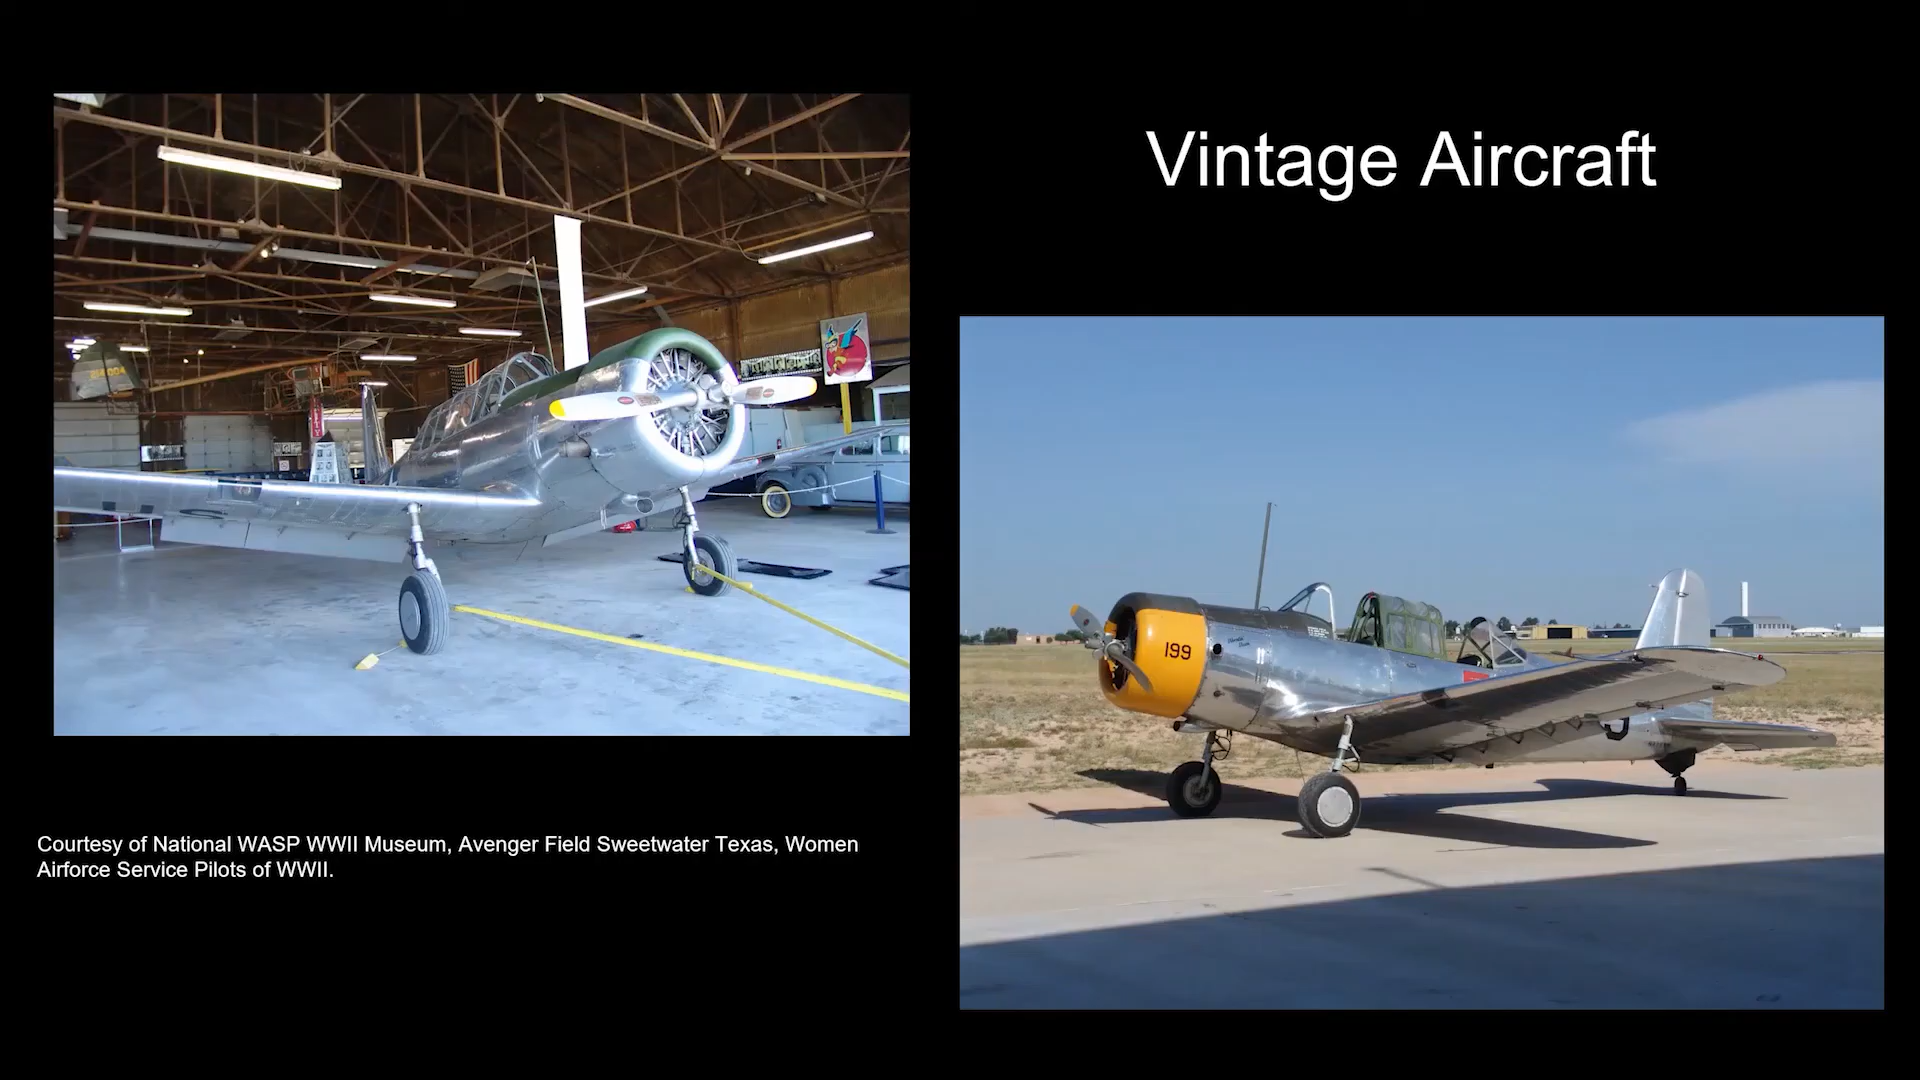 Vintage Aircraft
199
Courtesy of National WASP WWII Museum, Avenger Field Sweetwater Texas, Women
Airforce Service Pilots of WWII.